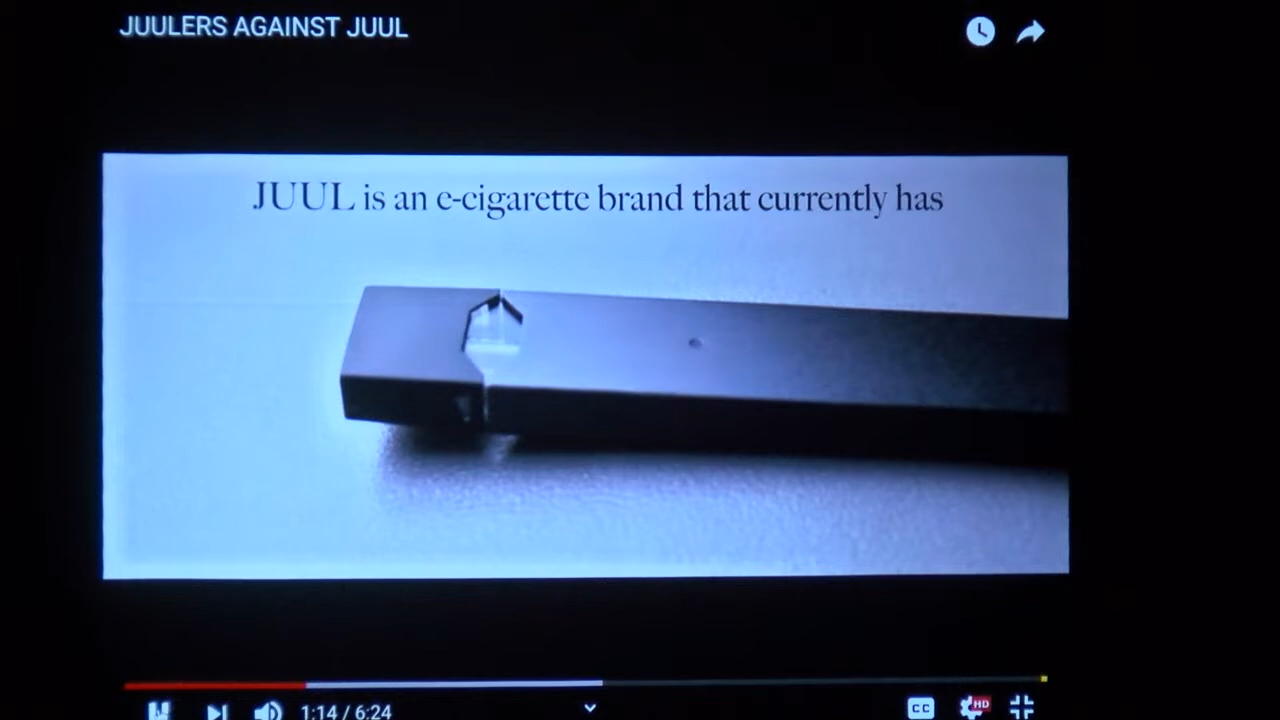 JUULERS AGAINST JUUL
JUUL is an e-cigarette brand that currently has
1:14 / 6:24
CC
HD